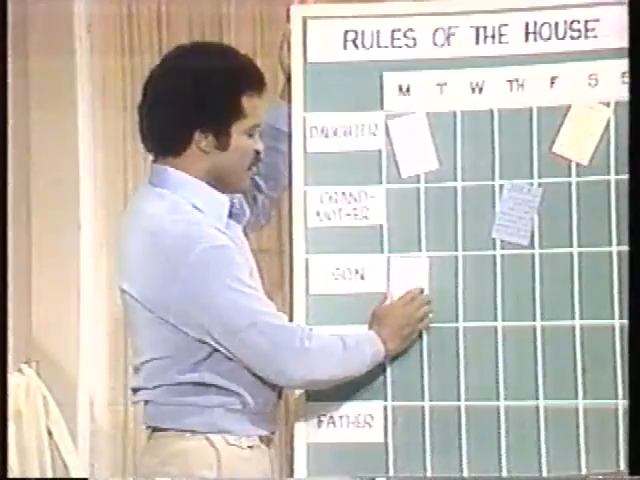 RULES OF THE HOUSE
M T W TH F S S
DAUGHTER
GRAND-
MOTHER
SON
FATHER